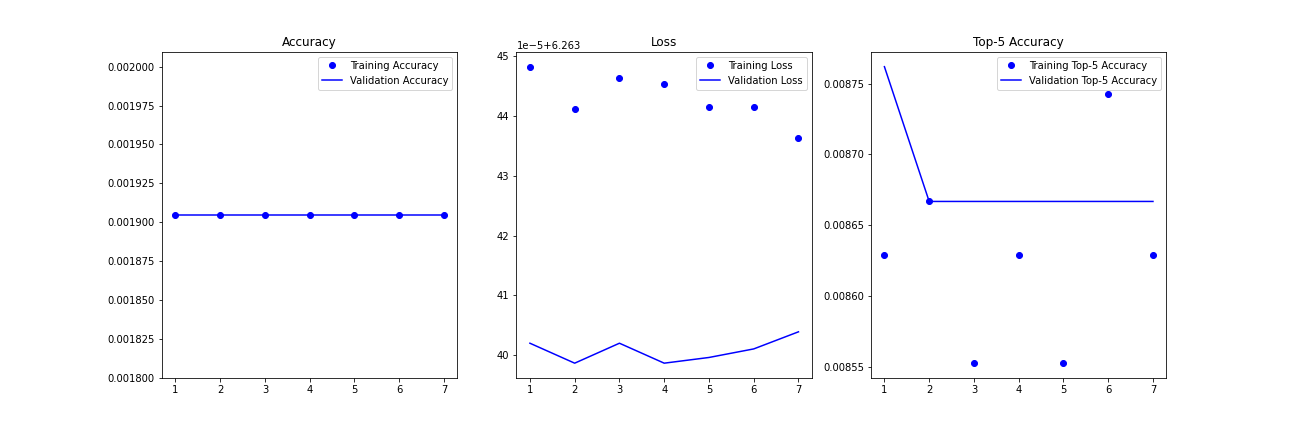 Accuracy
Training Accuracy
Validation Accuracy
0.002000
0.001975
0.001950
0.001925
0.001900
0.001875
0.001850
0.001825
0.001800
1 2 3 4 5 6 7
Loss
1e−5+6.263
Training Loss
Validation Loss
45
44
43
42
41
40
1 2 3 4 5 6 7
Top-5 Accuracy
Training Top-5 Accuracy
Validation Top-5 Accuracy
0.00875
0.00870
0.00865
0.00860
0.00855
1 2 3 4 5 6 7